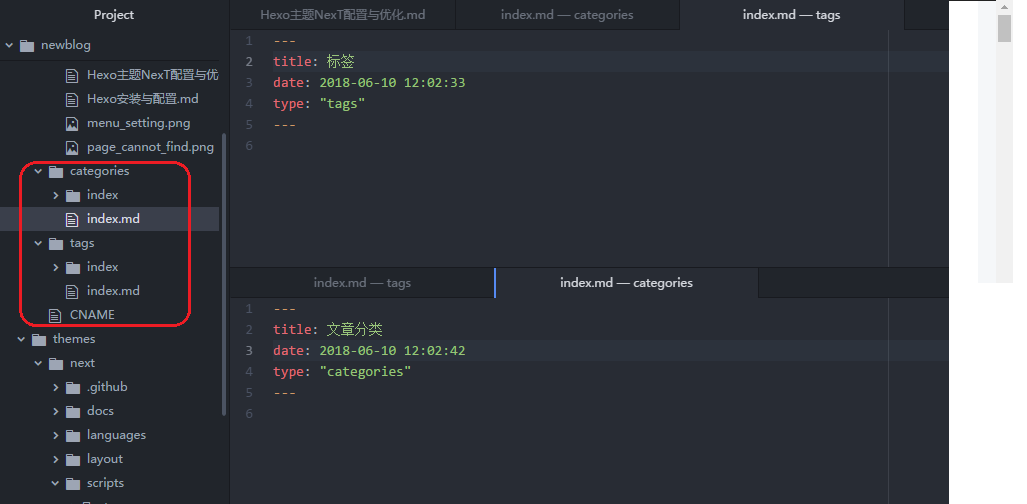 Project
newblog
Hexo主题NexT配置与优
Hexo安装与配置.md
menu_setting.png
page_cannot_find.png
categories
index
index.md
tags
index
index.md
CNAME
themes
next
.github
docs
languages
layout
scripts
Hexo主题NexT配置与优化.md
index.md — categories
index.md — tags
1 ---
2 title: 标签
3 date: 2018-06-10 12:02:33
4 type: "tags"
5 ---
6
index.md — tags
index.md — categories
1 ---
2 title: 文章分类
3 date: 2018-06-10 12:02:42
4 type: "categories"
5 ---
6